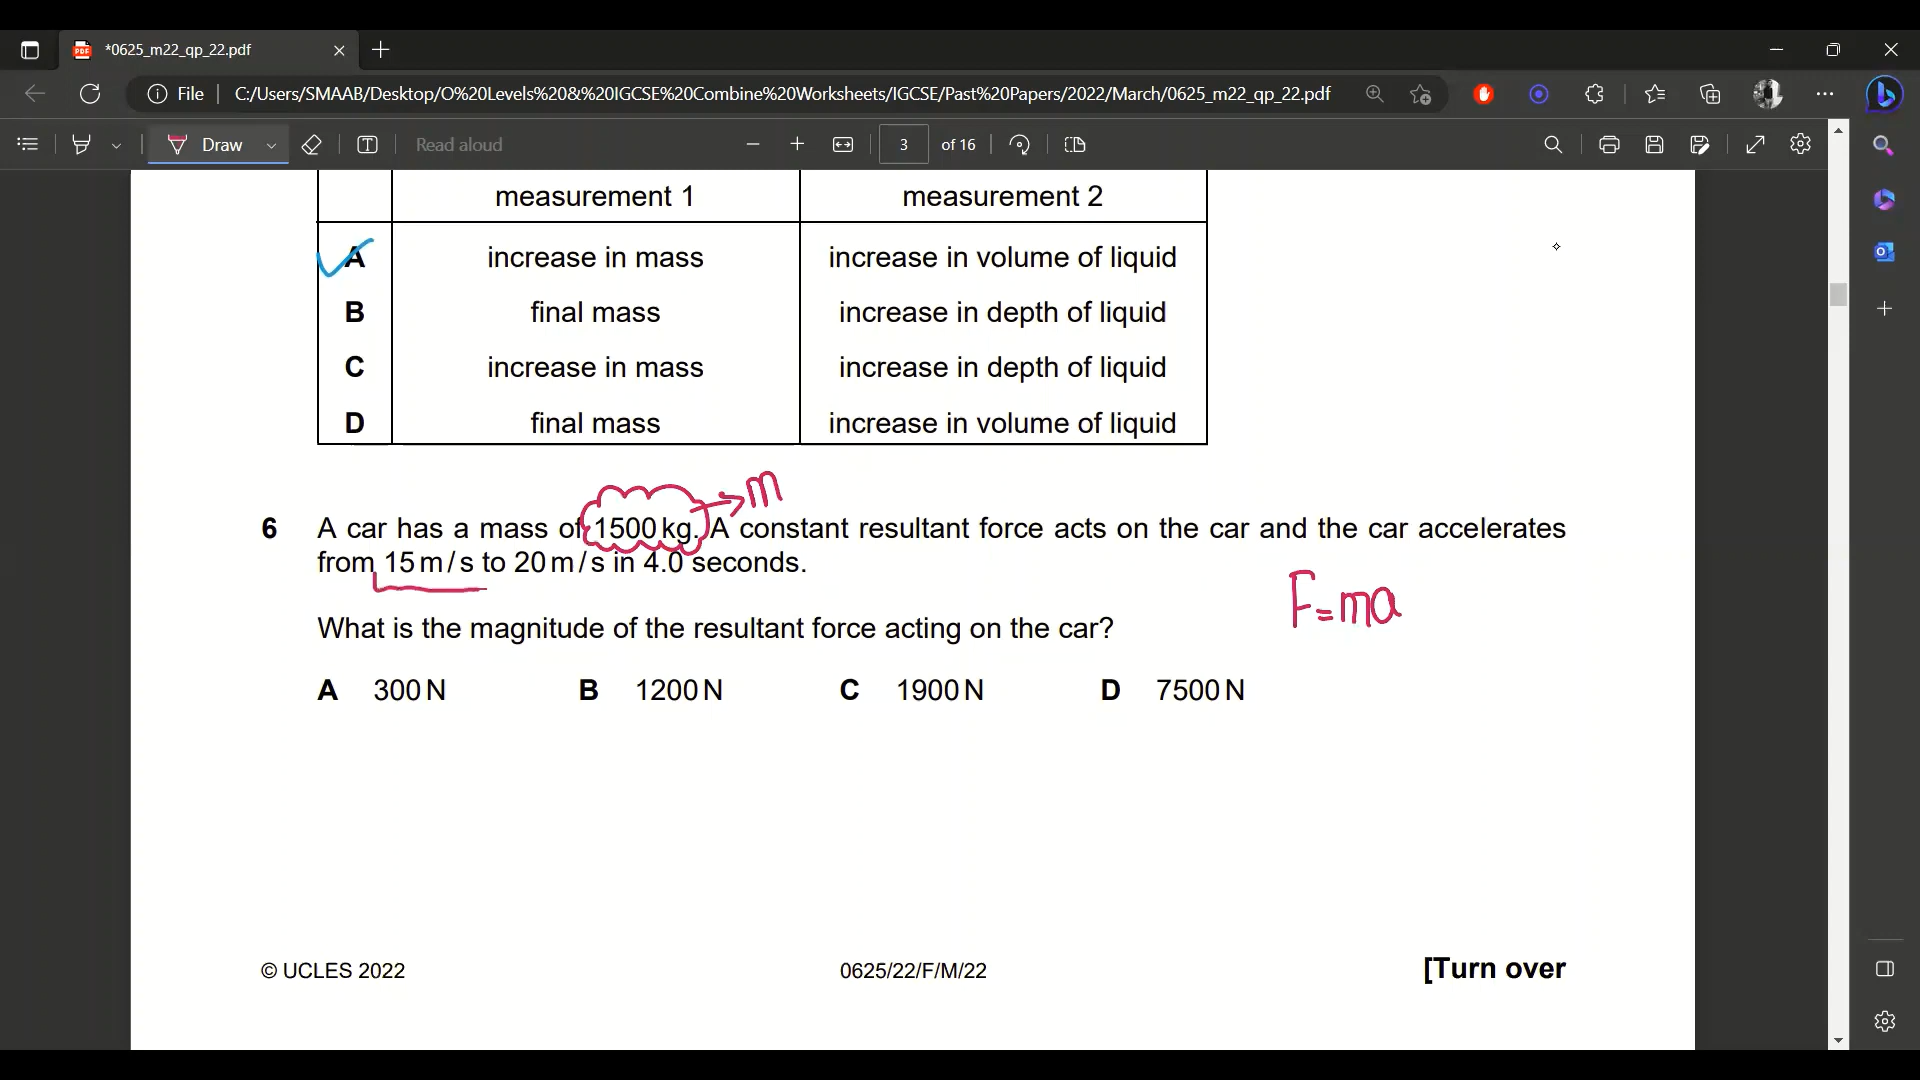 *0625_m22_qp_22.pdf
File C:/Users/SMAAB/Desktop/O%20Levels%20&%20IGCSE%20Combine%20Worksheets/IGCSE/Past%20Papers/2022/March/0625_m22_qp_22.pdf
Draw Read aloud 3 of 16
measurement 1 measurement 2
A increase in mass increase in volume of liquid
B final mass increase in depth of liquid
C increase in mass increase in depth of liquid
D final mass increase in volume of liquid
m
6 A car has a mass of 1500 kg. A constant resultant force acts on the car and the car accelerates
from 15 m / s to 20 m / s in 4.0 seconds.
F=ma
What is the magnitude of the resultant force acting on the car?
A 300 N B 1200 N C 1900 N D 7500 N
© UCLES 2022 0625/22/F/M/22 [Turn over